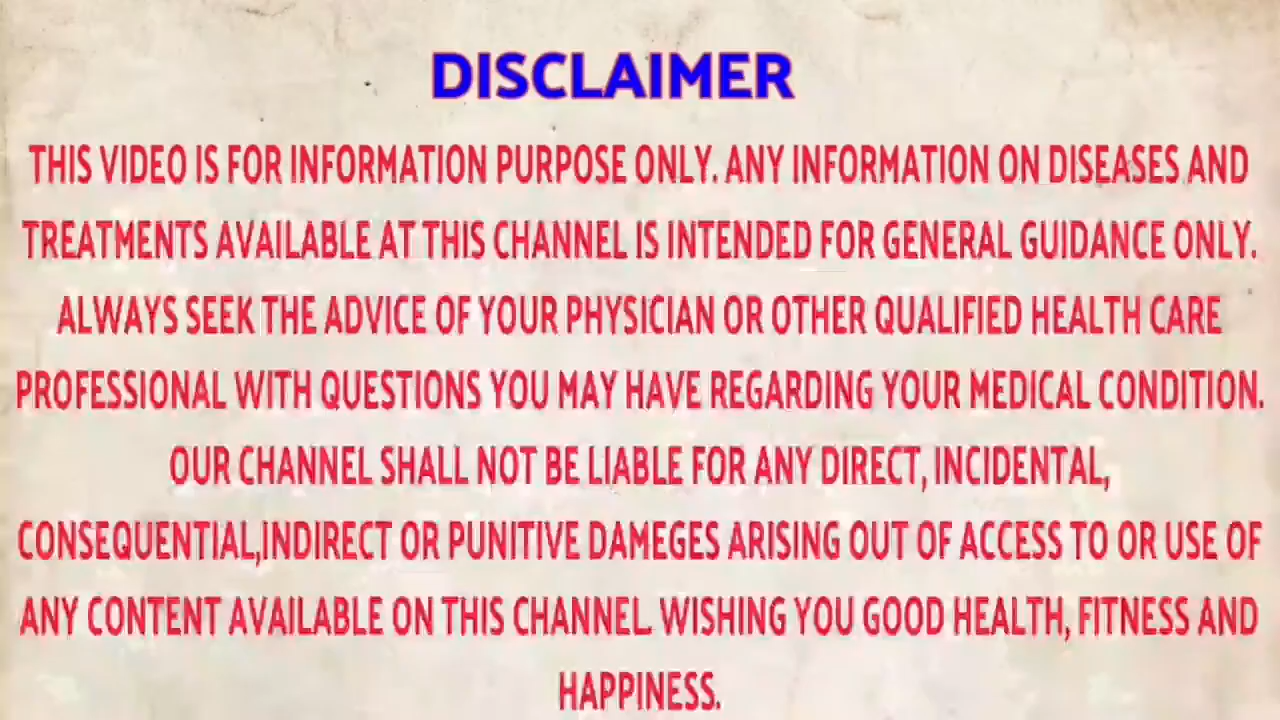 DISCLAIMER
THIS VIDEO IS FOR INFORMATION PURPOSE ONLY. ANY INFORMATION ON DISEASES AND
TREATMENTS AVAILABLE AT THIS CHANNEL IS INTENDED FOR GENERAL GUIDANCE ONLY.
ALWAYS SEEK THE ADVICE OF YOUR PHYSICIAN OR OTHER QUALIFIED HEALTH CARE
PROFESSIONAL WITH QUESTIONS YOU MAY HAVE REGARDING YOUR MEDICAL CONDITION.
OUR CHANNEL SHALL NOT BE LIABLE FOR ANY DIRECT, INCIDENTAL,
CONSEQUENTIAL,INDIRECT OR PUNITIVE DAMEGES ARISING OUT OF ACCESS TO OR USE OF
ANY CONTENT AVAILABLE ON THIS CHANNEL. WISHING YOU GOOD HEALTH, FITNESS AND
HAPPINESS.